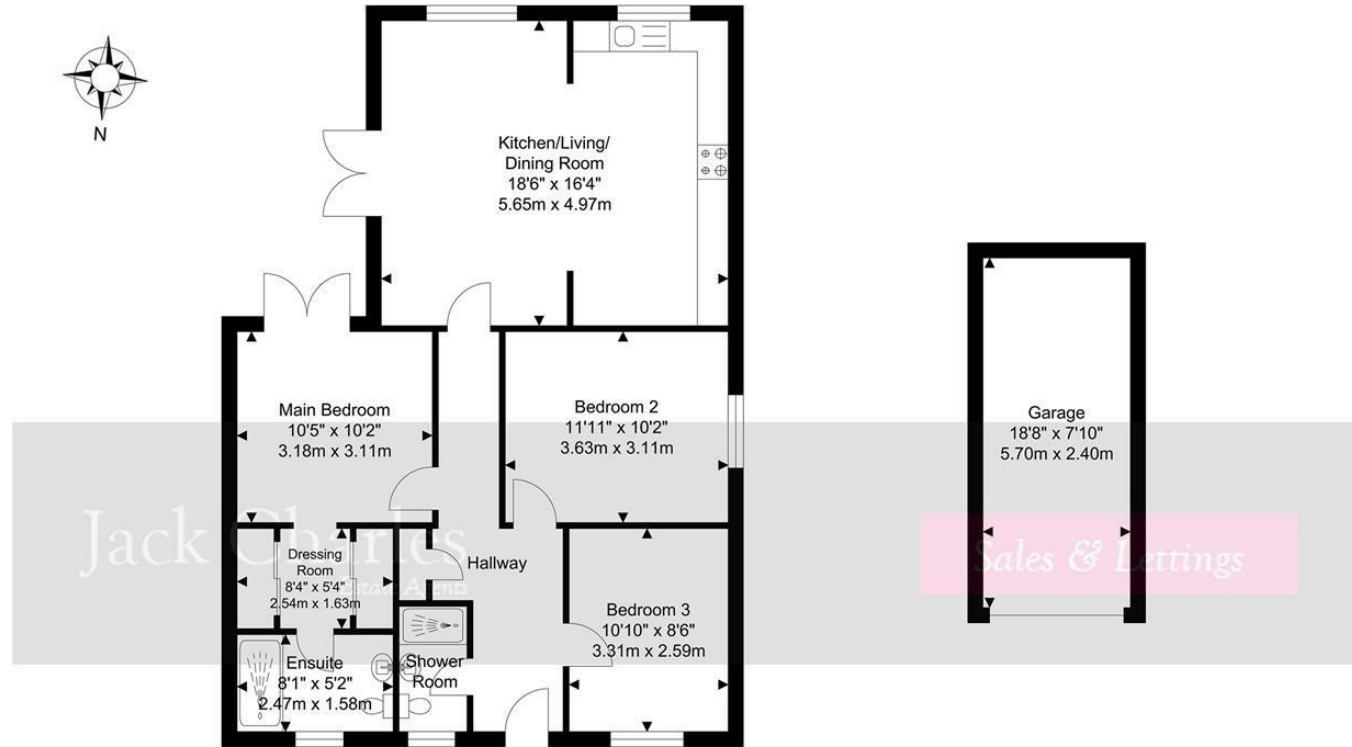 N
Kitchen/Living/
Dining Room
18'6" x 16'4"
5.65m x 4.97m
Main Bedroom
10'5" x 10'2"
3.18m x 3.11m
Bedroom 2
11'11" x 10'2"
3.63m x 3.11m
Garage
18'8" x 7'10"
5.70m x 2.40m
Jack Charles
Estate Agents
Sales & Lettings
Dressing
Room
8'4" x 5'4"
2.54m x 1.63m
Hallway
Bedroom 3
10'10" x 8'6"
3.31m x 2.59m
Ensuite
8'1" x 5'2"
2.47m x 1.58m
Shower
Room